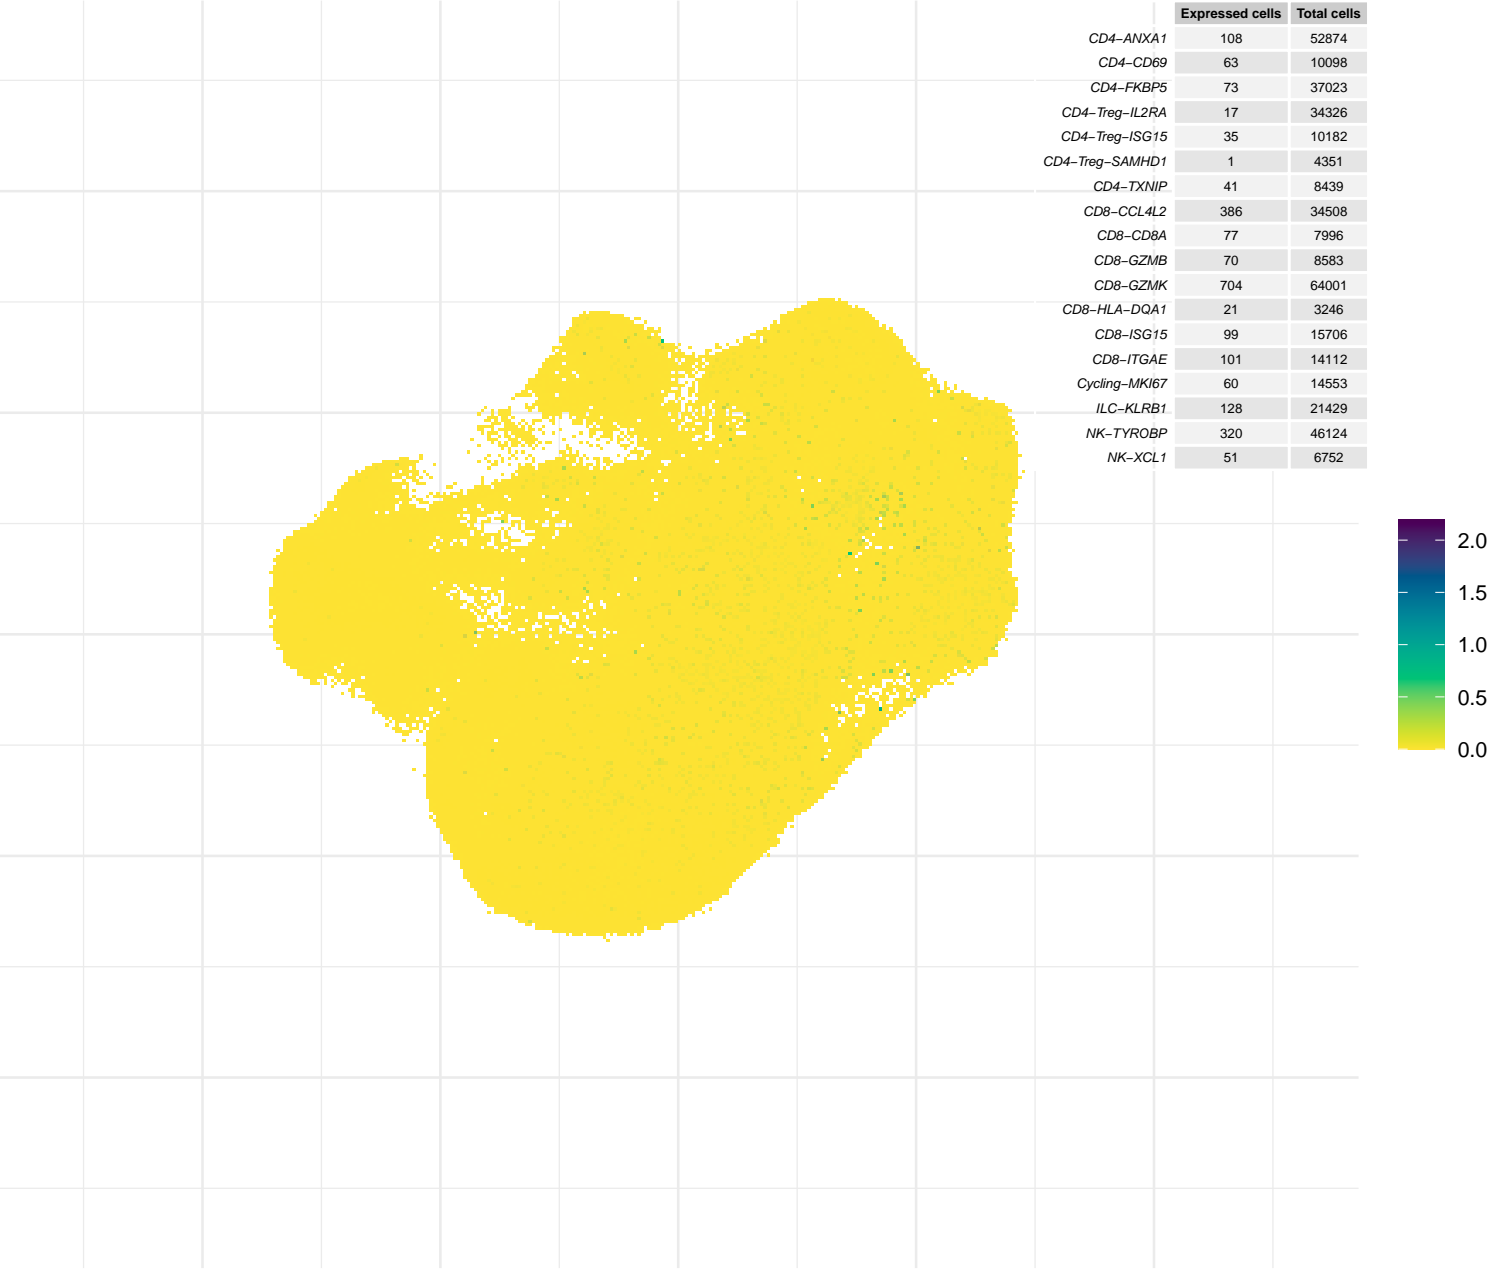 Expressed cells Total cells
CD4−ANXA1 108 52874
CD4−CD69 63 10098
CD4−FKBP5 73 37023
CD4−Treg−IL2RA 17 34326
CD4−Treg−ISG15 35 10182
CD4−Treg−SAMHD1 1 4351
CD4−TXNIP 41 8439
CD8−CCL4L2 386 34508
CD8−CD8A 77 7996
CD8−GZMB 70 8583
CD8−GZMK 704 64001
CD8−HLA−DQA1 21 3246
CD8−ISG15 99 15706
CD8−ITGAE 101 14112
Cycling−MKI67 60 14553
ILC−KLRB1 128 21429
NK−TYROBP 320 46124
NK−XCL1 51 6752
2.0
1.5
1.0
0.5
0.0